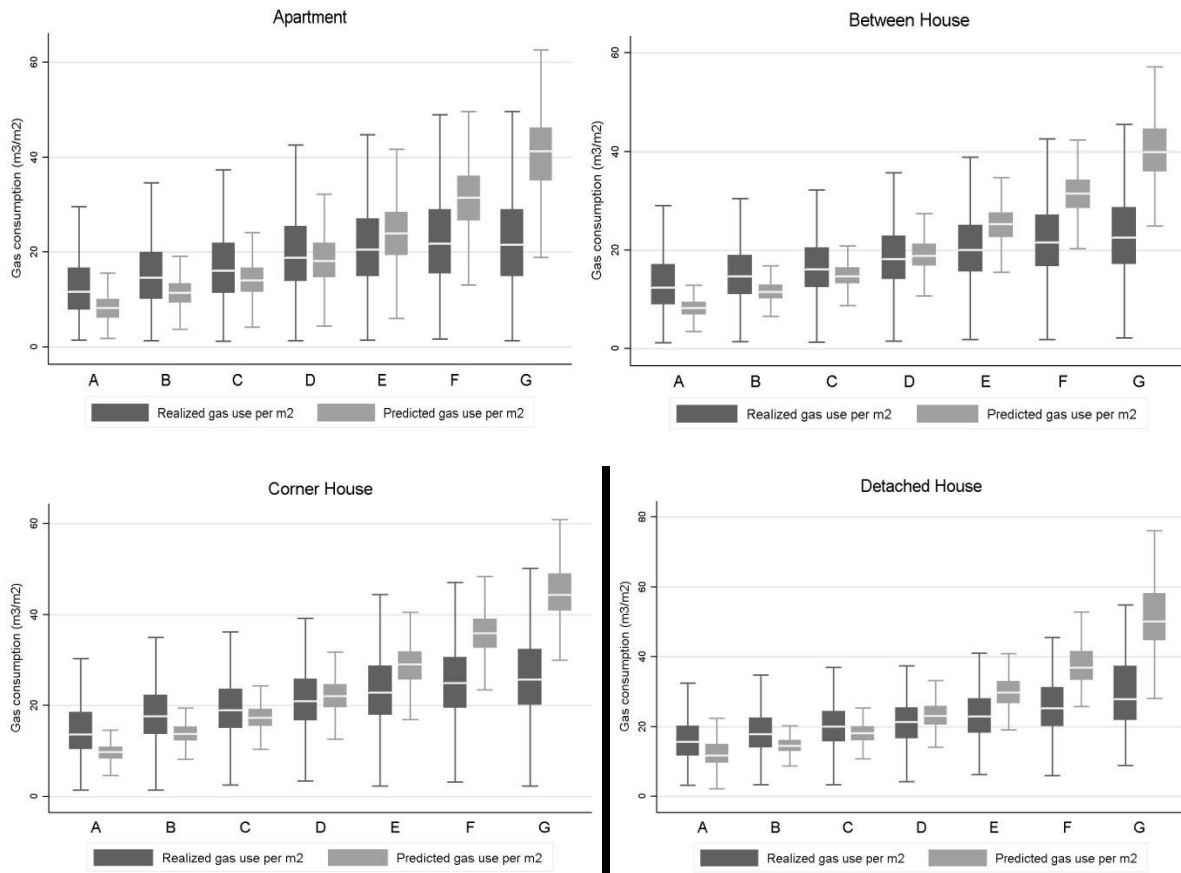 Apartment
Gas consumption (m3/m2)
60
40
20
0
A B C D E F G
Realized gas use per m2 Predicted gas use per m2
Between House
Gas consumption (m3/m2)
60
40
20
0
A B C D E F G
Realized gas use per m2 Predicted gas use per m2
Corner House
Gas consumption (m3/m2)
60
40
20
0
A B C D E F G
Realized gas use per m2 Predicted gas use per m2
Detached House
Gas consumption (m3/m2)
80
60
40
20
0
A B C D E F G
Realized gas use per m2 Predicted gas use per m2